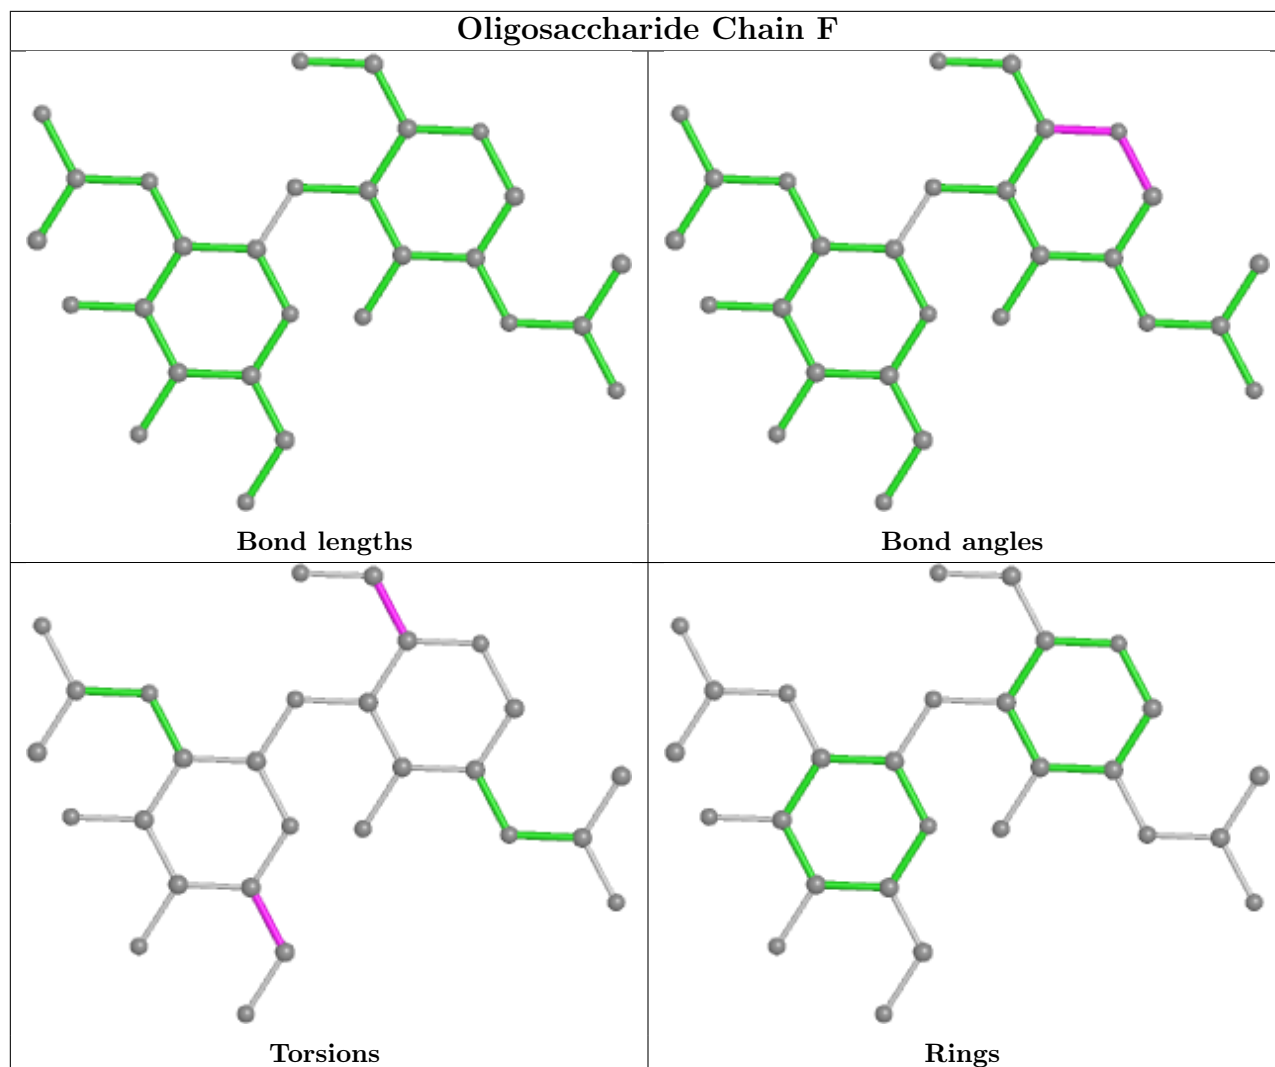 Oligosaccharide Chain F
Bond lengths
Bond angles
Torsions
Rings